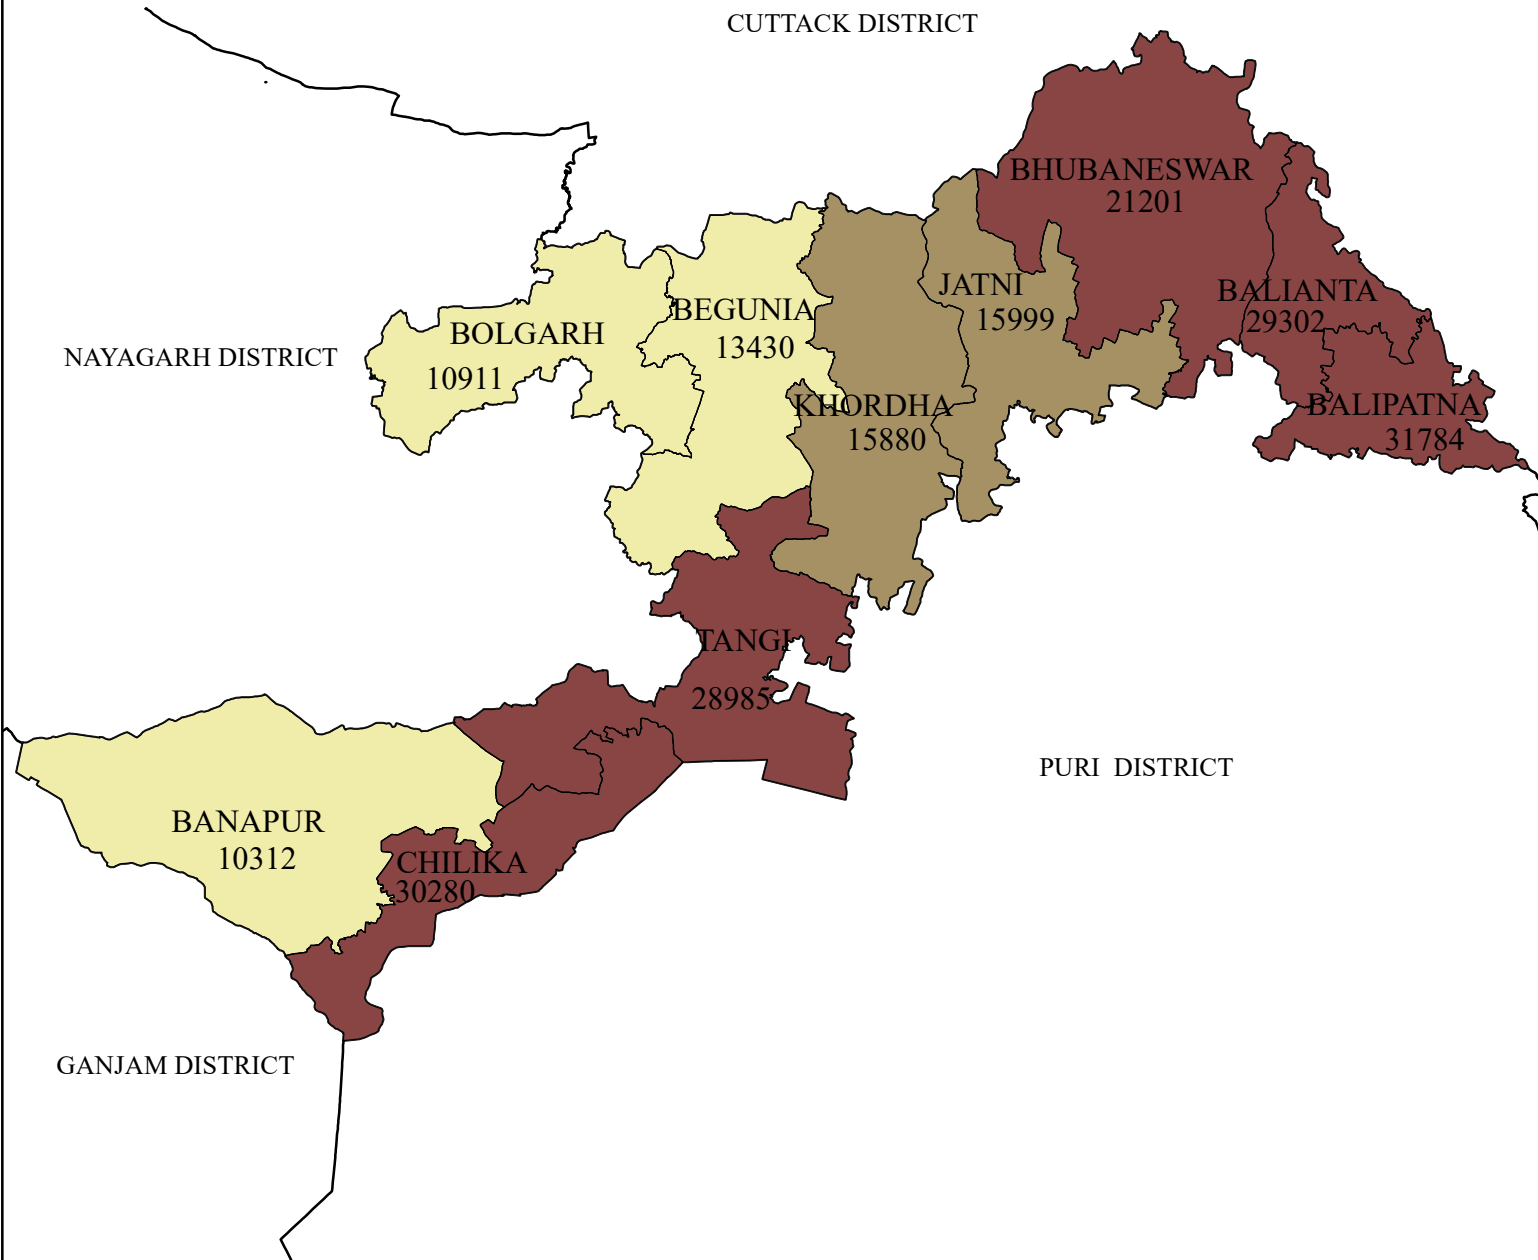 CUTTACK DISTRICT
BHUBANESWAR
21201
JATNI
15999
BALIANTA
29302
BEGUNIA
13430
BOLGARH
10911
NAYAGARH DISTRICT
KHORDHA
15880
BALIPATNA
31784
TANGI
28985
PURI DISTRICT
BANAPUR
10312
CHILIKA
30280
GANJAM DISTRICT